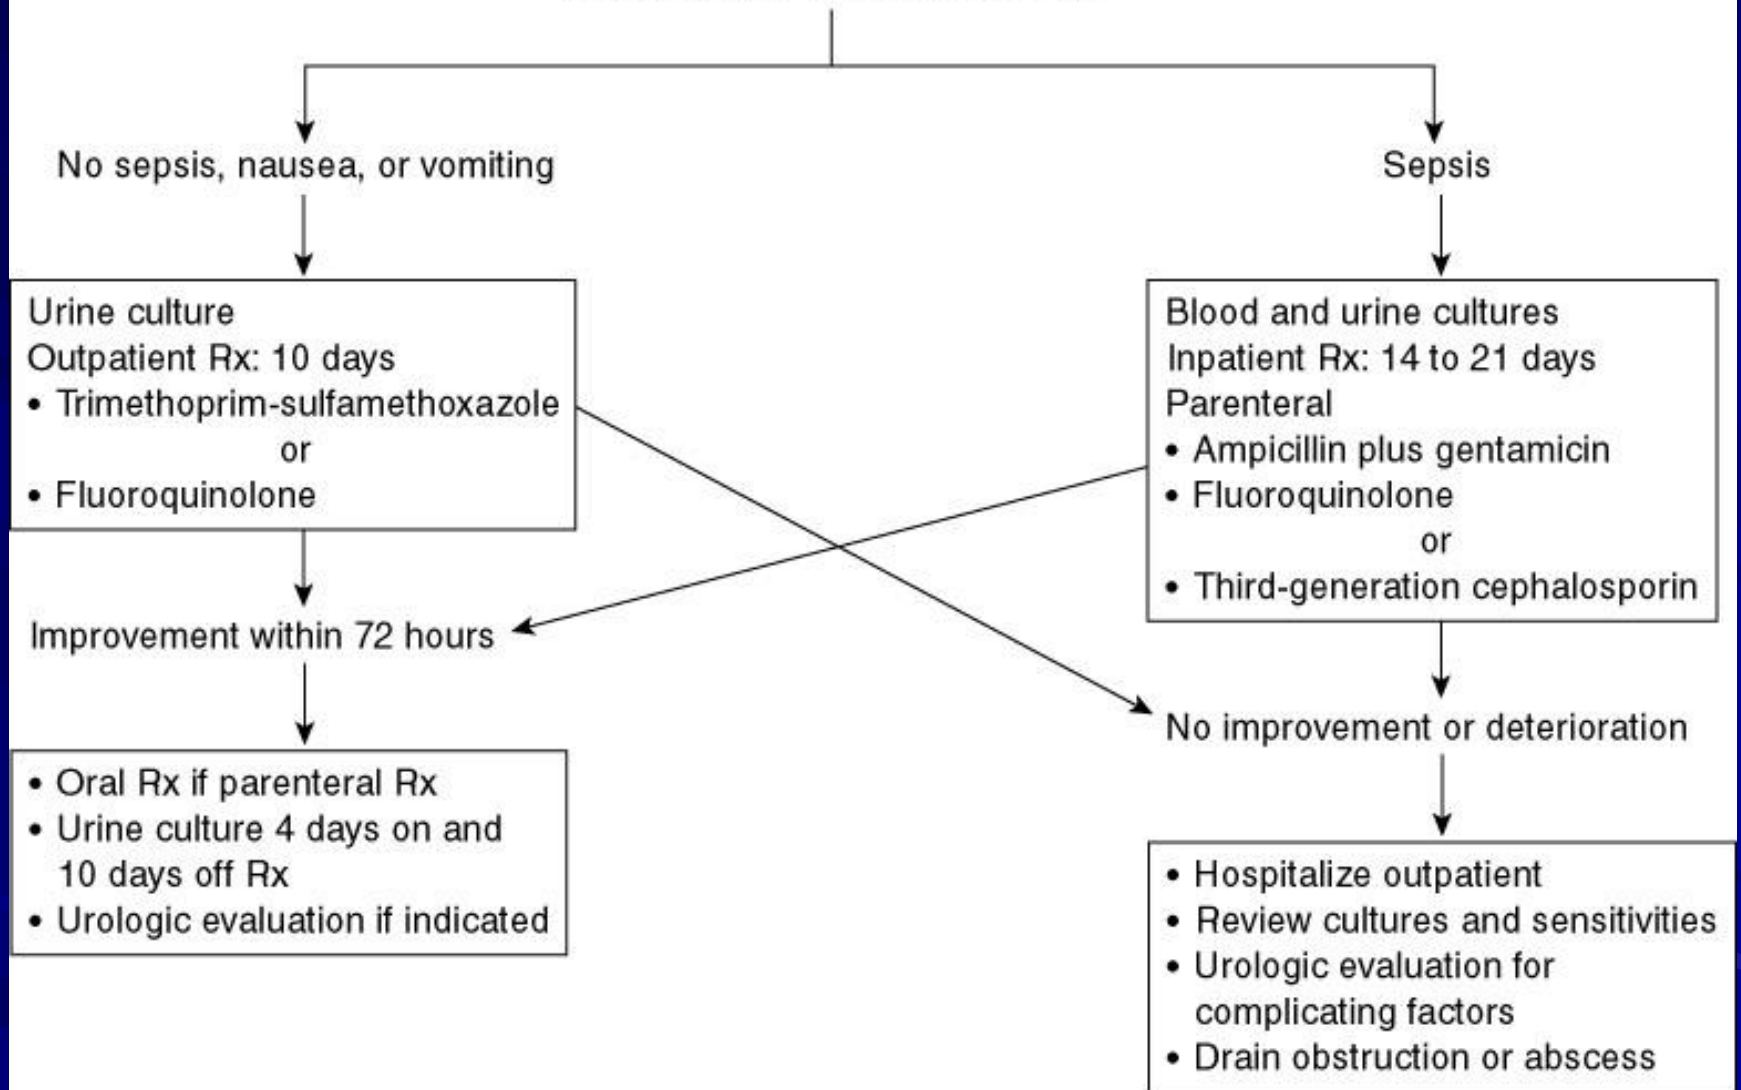 No sepsis, nausea, or vomiting
Sepsis
Urine culture
Outpatient Rx: 10 days
• Trimethoprim-sulfamethoxazole
or
• Fluoroquinolone
Blood and urine cultures
Inpatient Rx: 14 to 21 days
Parenteral
• Ampicillin plus gentamicin
• Fluoroquinolone
or
• Third-generation cephalosporin
Improvement within 72 hours
No improvement or deterioration
• Oral Rx if parenteral Rx
• Urine culture 4 days on and
10 days off Rx
• Urologic evaluation if indicated
• Hospitalize outpatient
• Review cultures and sensitivities
• Urologic evaluation for
complicating factors
• Drain obstruction or abscess